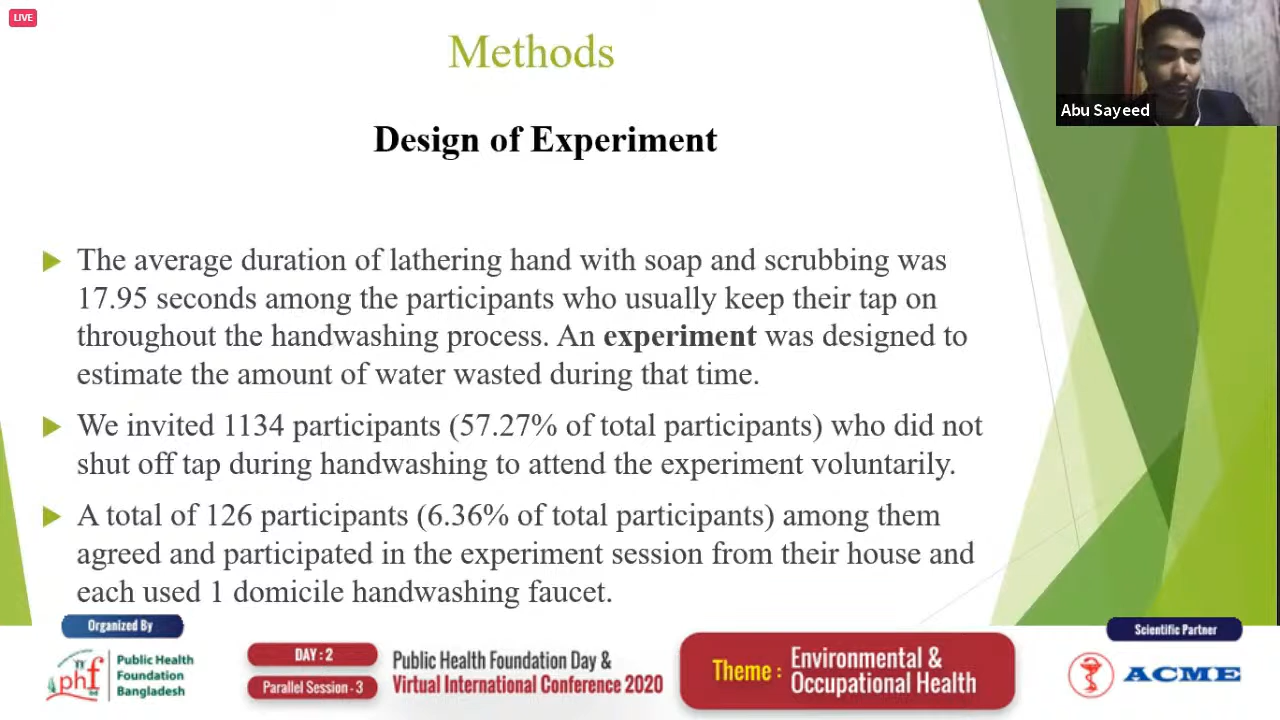 LIVE
Methods
Abu Sayeed
Design of Experiment
The average duration of lathering hand with soap and scrubbing was
17.95 seconds among the participants who usually keep their tap on
throughout the handwashing process. An experiment was designed to
estimate the amount of water wasted during that time.
We invited 1134 participants (57.27% of total participants) who did not
shut off tap during handwashing to attend the experiment voluntarily.
A total of 126 participants (6.36% of total participants) among them
agreed and participated in the experiment session from their house and
each used 1 domicile handwashing faucet.
Organized By
phf
Public Health
Foundation
Bangladesh
DAY : 2
Parallel Session - 3
Public Health Foundation Day &
Virtual International Conference 2020
Theme :
Environmental &
Occupational Health
Scientific Partner
ACME